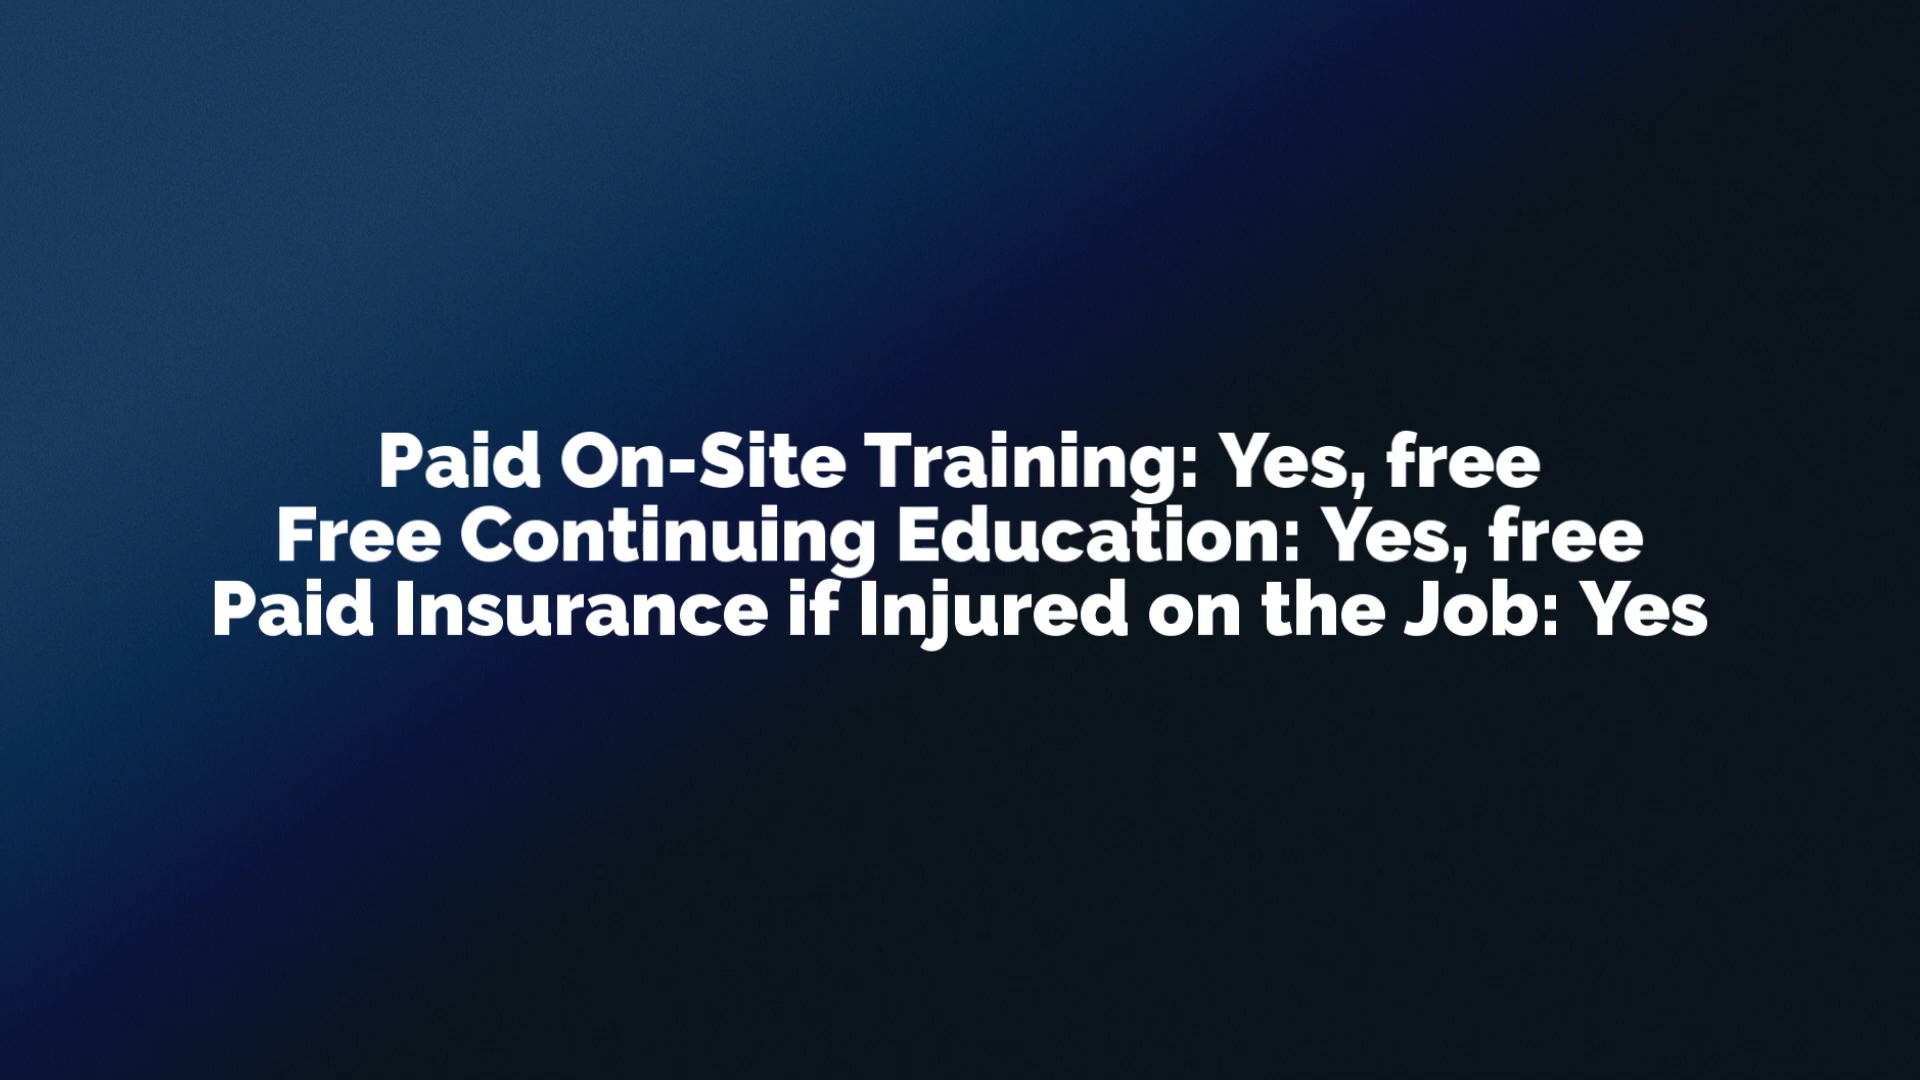 Paid On-Site Training: Yes, free
Free Continuing Education: Yes, free
Paid Insurance if Injured on the Job: Yes